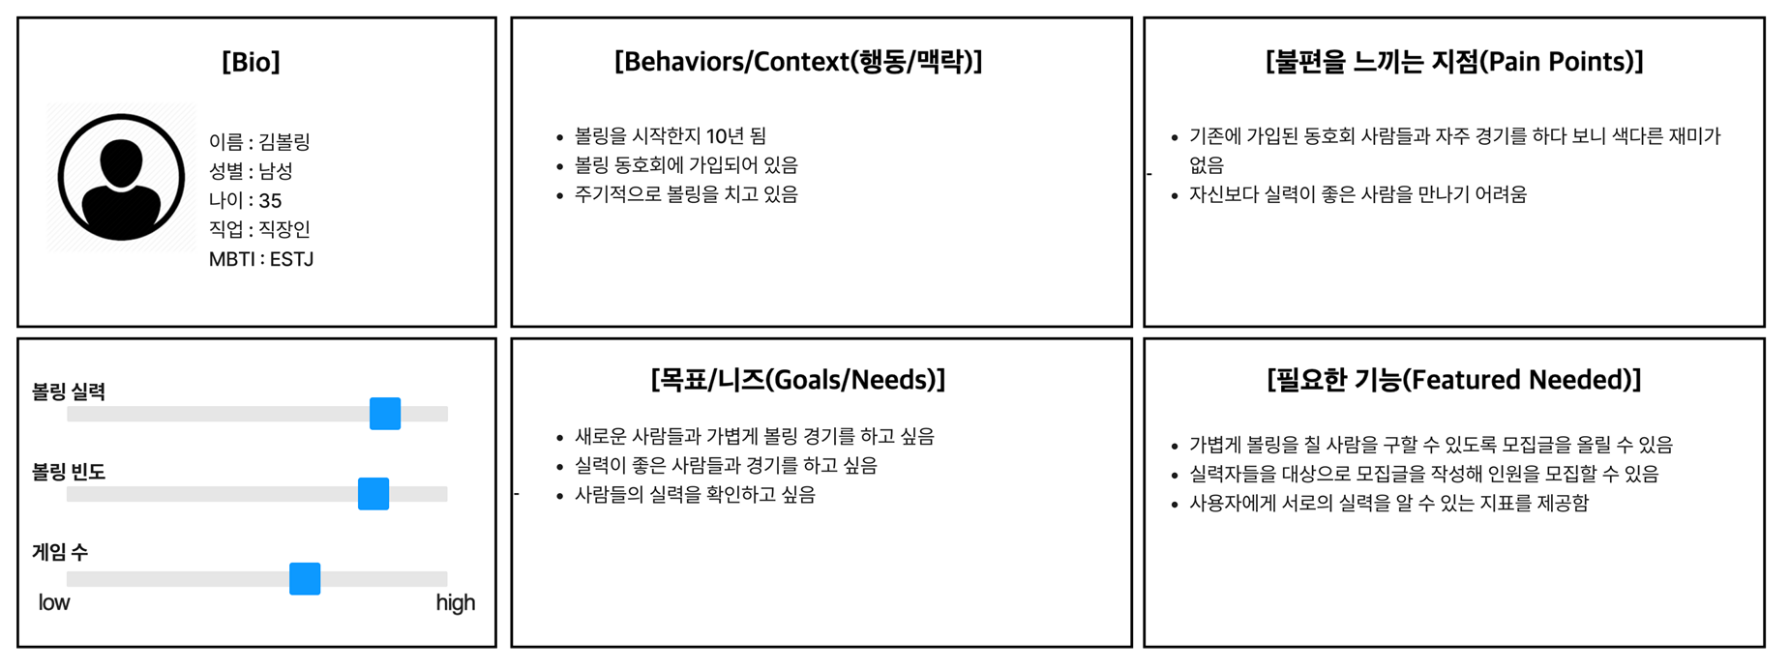 [Bio]
이름 : 김볼링
성별 : 남성
나이 : 35
직업 : 직장인
MBTI : ESTJ
[Behaviors/Context(행동/맥락)]
• 볼링을 시작한지 10년 됨
• 볼링 동호회에 가입되어 있음
• 주기적으로 볼링을 치고 있음
[불편을 느끼는 지점(Pain Points)]
• 기존에 가입된 동호회 사람들과 자주 경기를 하다 보니 색다른 재미가
없음
-
• 자신보다 실력이 좋은 사람을 만나기 어려움
볼링 실력
볼링 빈도
게임 수
low
high
[목표/니즈(Goals/Needs)]
• 새로운 사람들과 가볍게 볼링 경기를 하고 싶음
• 실력이 좋은 사람들과 경기를 하고 싶음
-
• 사람들의 실력을 확인하고 싶음
[필요한 기능(Featured Needed)]
• 가볍게 볼링을 칠 사람을 구할 수 있도록 모집글을 올릴 수 있음
• 실력자들을 대상으로 모집글을 작성해 인원을 모집할 수 있음
• 사용자에게 서로의 실력을 알 수 있는 지표를 제공함